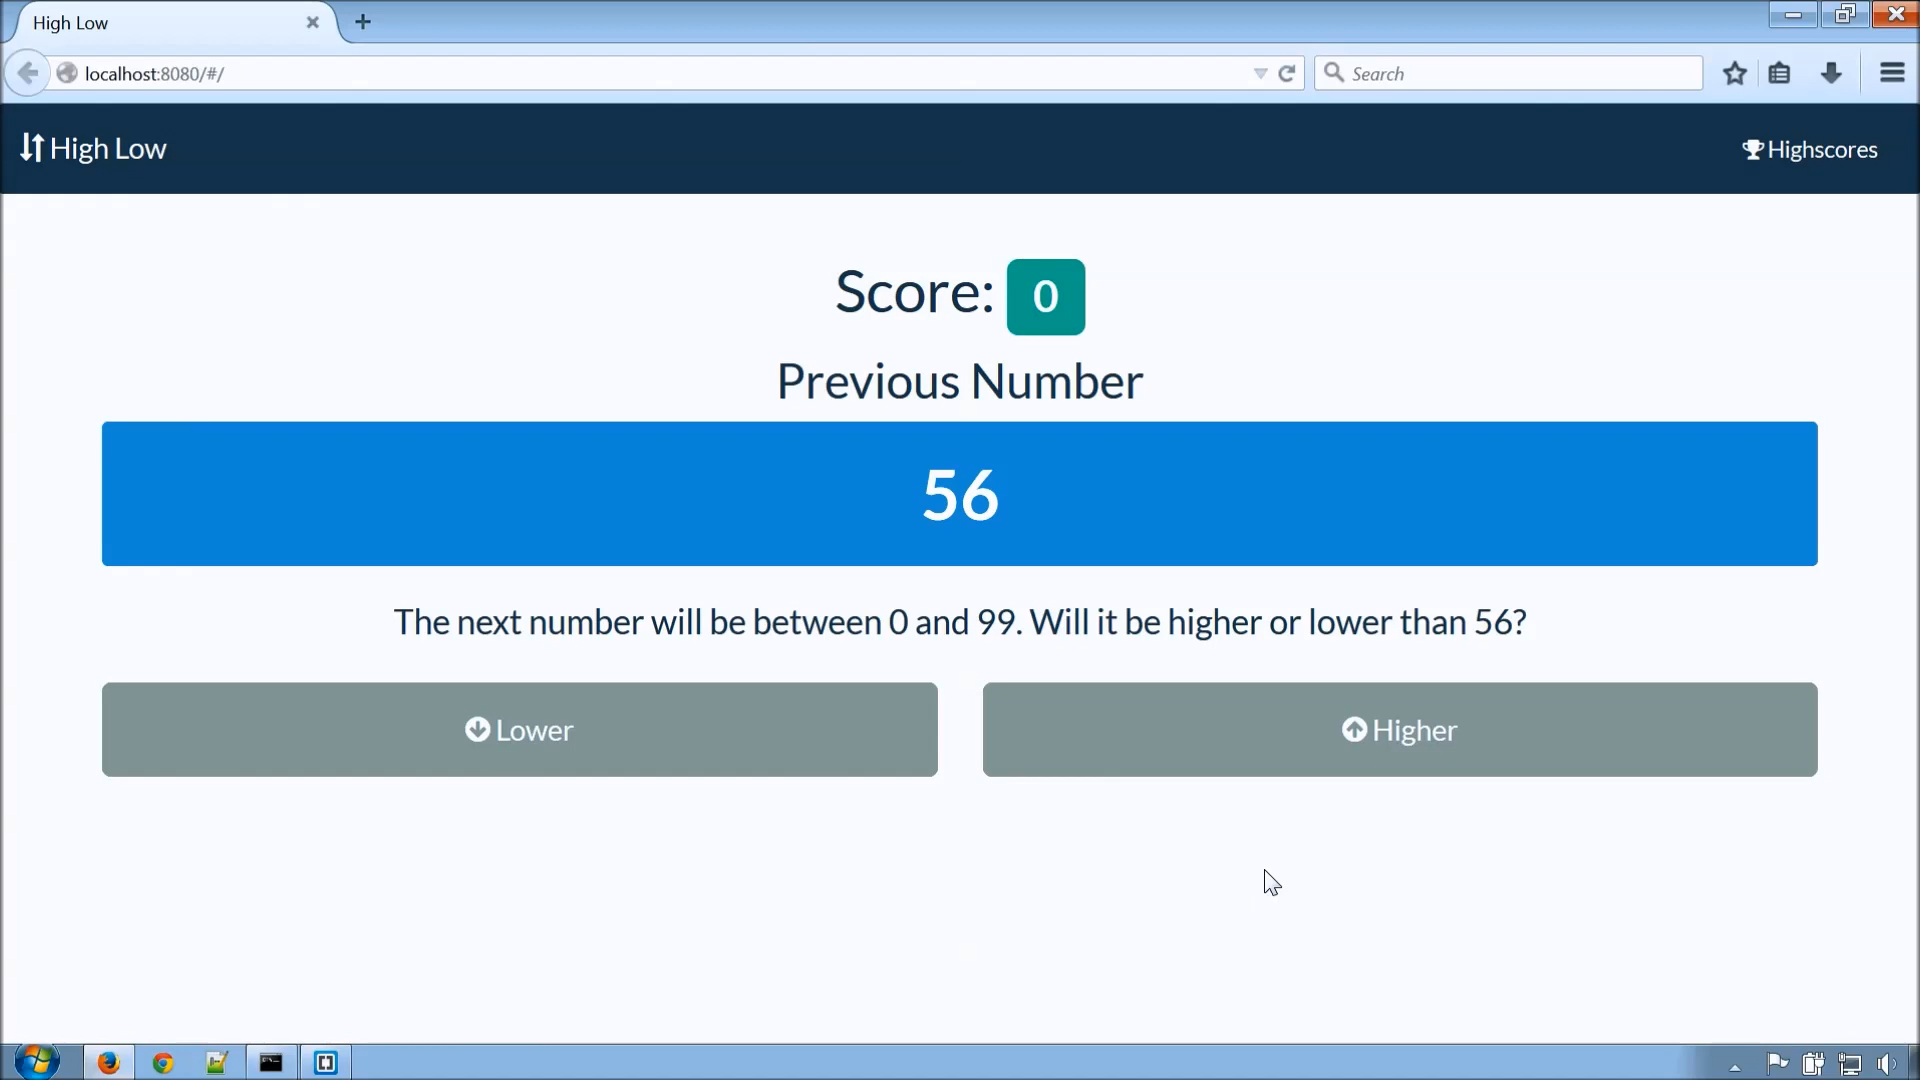 High Low
localhost:8080/#/
Search
High Low
Highscores
Score: 0
Previous Number
56
The next number will be between 0 and 99. Will it be higher or lower than 56?
Lower
Higher